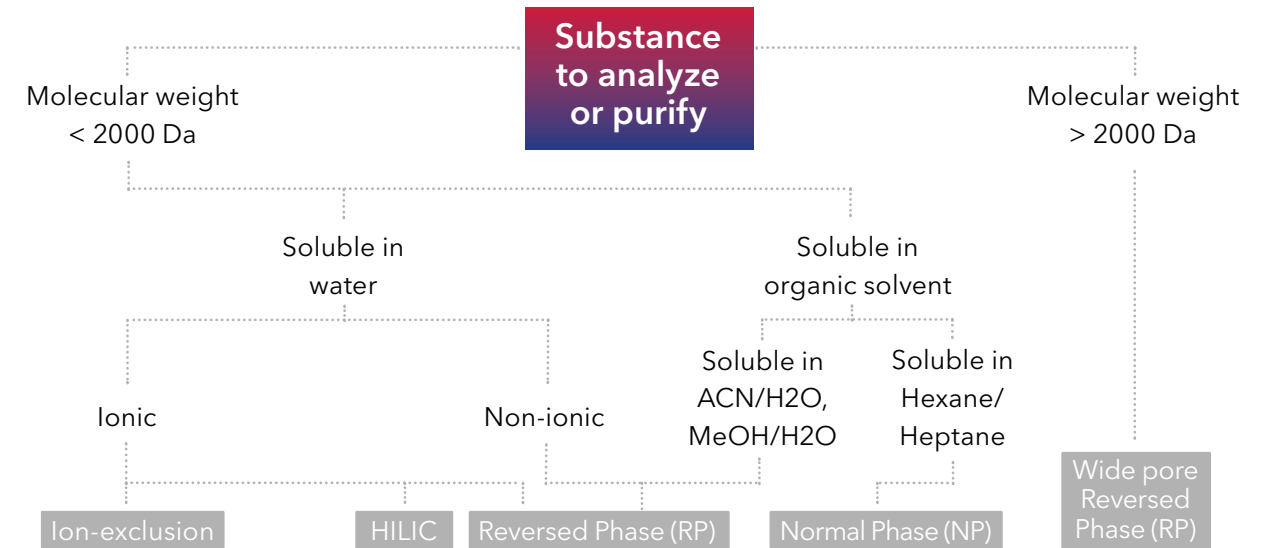 Substance
to analyze
or purify
Molecular weight
< 2000 Da
Molecular weight
> 2000 Da
Soluble in
water
Soluble in
organic solvent
Ionic
Non-ionic
Soluble in
ACN/H2O,
MeOH/H2O
Soluble in
Hexane/
Heptane
Ion-exclusion
HILIC
Reversed Phase (RP)
Normal Phase (NP)
Wide pore
Reversed
Phase (RP)